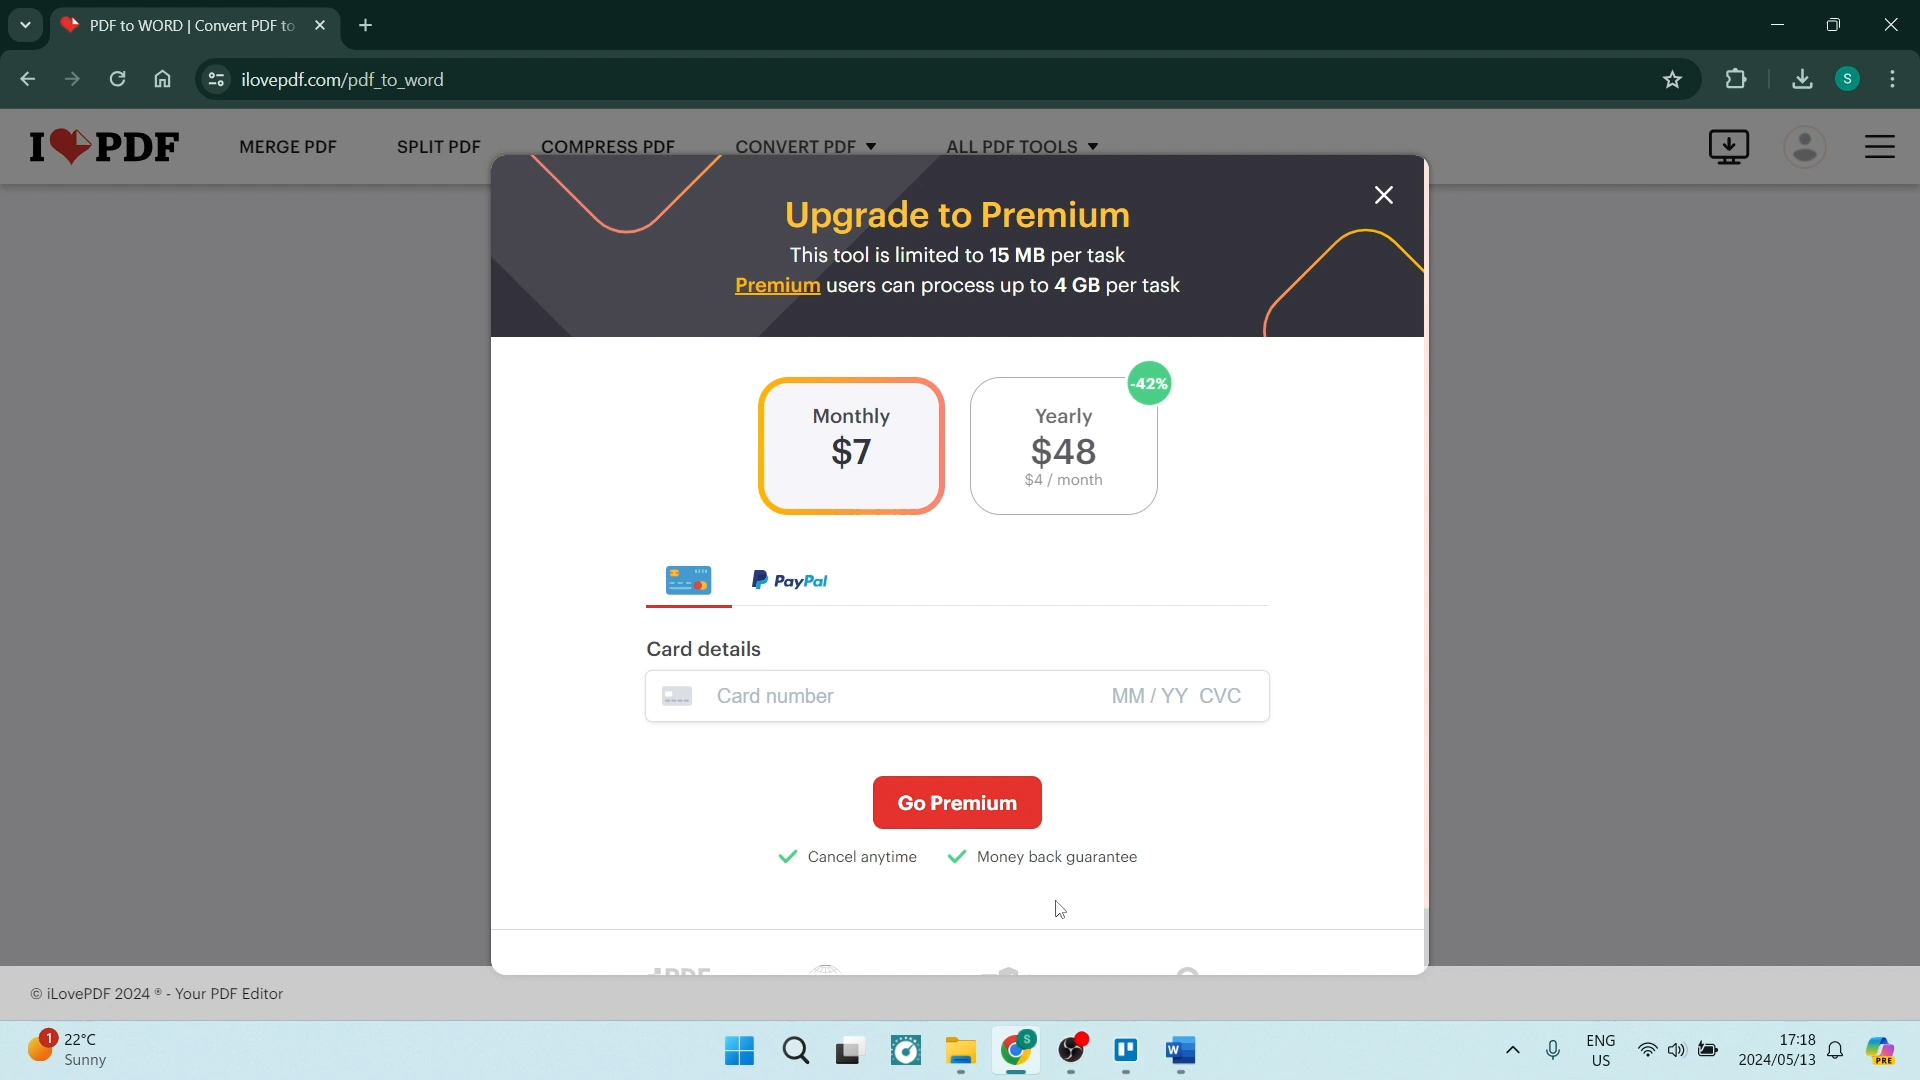 PDF to WORD | Convert PDF to
ilovepdf.com/pdf_to_word
S
I PDF
MERGE PDF
SPLIT PDF
COMPRESS PDF
CONVERT PDF
ALL PDF TOOLS
Upgrade to Premium
This tool is limited to 15 MB per task
Premium users can process up to 4 GB per task
-42%
Monthly
$7
Yearly
$48
$4 / month
PayPal
Card details
Card number MM / YY CVC
Go Premium
Cancel anytime
Money back guarantee
© iLovePDF 2024 ® - Your PDF Editor
1
22°C
Sunny
S
W
ENG
US
17:18
2024/05/13
PRE